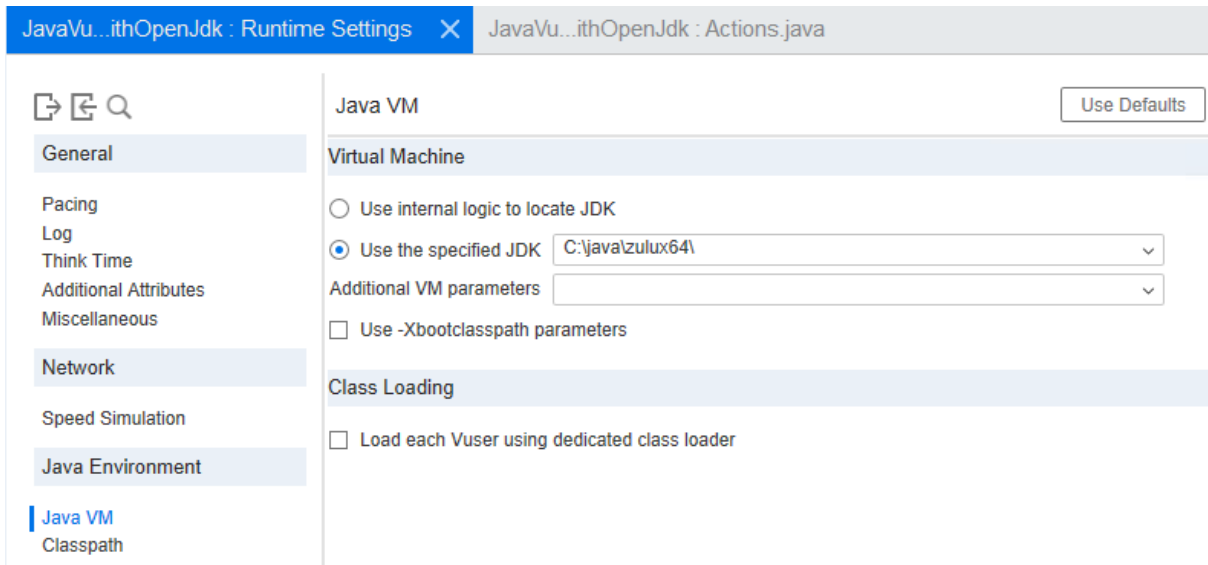 JavaVu...ithOpenJdk : Runtime Settings
JavaVu...ithOpenJdk : Actions.java
General
Pacing
Log
Think Time
Additional Attributes
Miscellaneous
Network
Speed Simulation
Java Environment
Java VM
Classpath
Java VM
Use Defaults
Virtual Machine
Use internal logic to locate JDK
Use the specified JDK C:\java\zulux64\
Additional VM parameters
Use -Xbootclasspath parameters
Class Loading
Load each Vuser using dedicated class loader